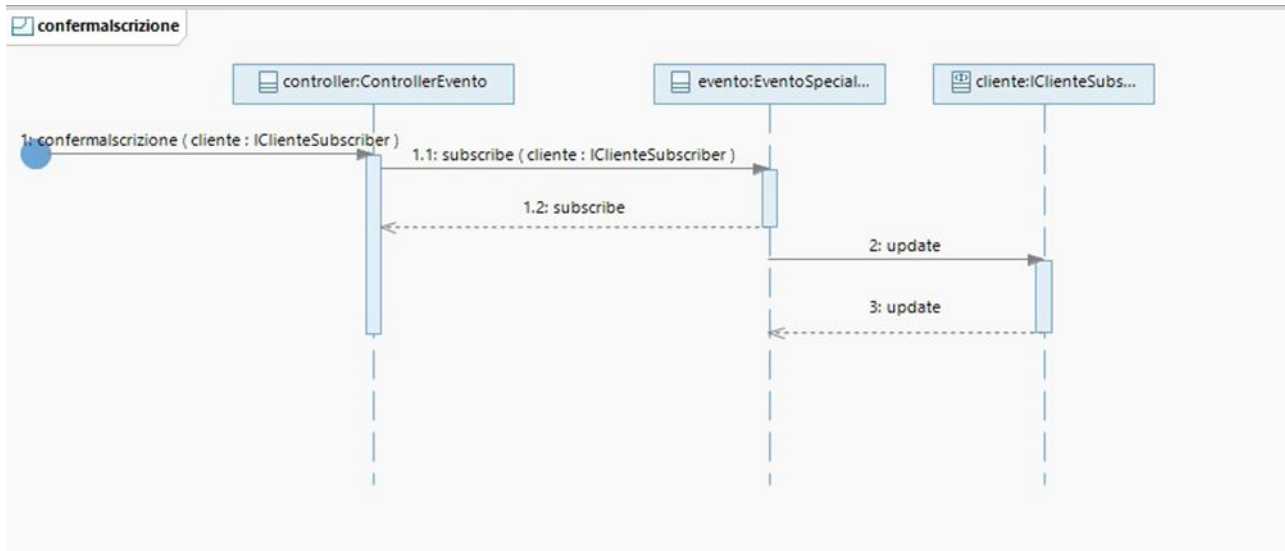 confermaIscrizione
controller:ControllerEvento
evento:EventoSpecial...
cliente:IClienteSubs...
1: confermaIscrizione ( cliente : IClienteSubscriber )
1.1: subscribe ( cliente : IClienteSubscriber )
1.2: subscribe
2: update
3: update